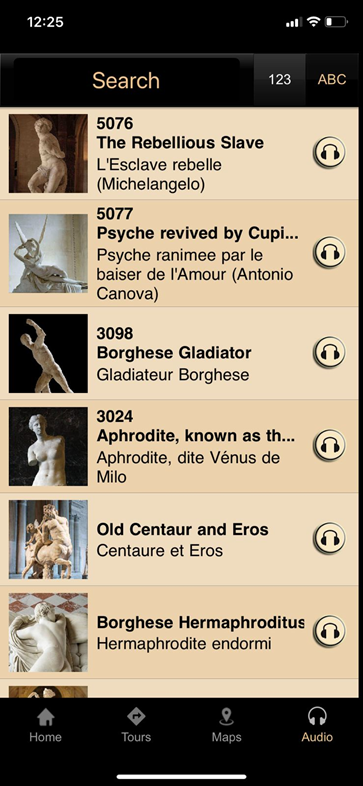 12:25
Search
123
ABC
5076
The Rebellious Slave
L'Esclave rebelle
(Michelangelo)
5077
Psyche revived by Cupi...
Psyche ranimee par le
baiser de l'Amour (Antonio
Canova)
3098
Borghese Gladiator
Gladiateur Borghese
3024
Aphrodite, known as th...
Aphrodite, dite Vénus de
Milo
Old Centaur and Eros
Centaure et Eros
Borghese Hermaphroditus
Hermaphrodite endormi
Home
Tours
Maps
Audio